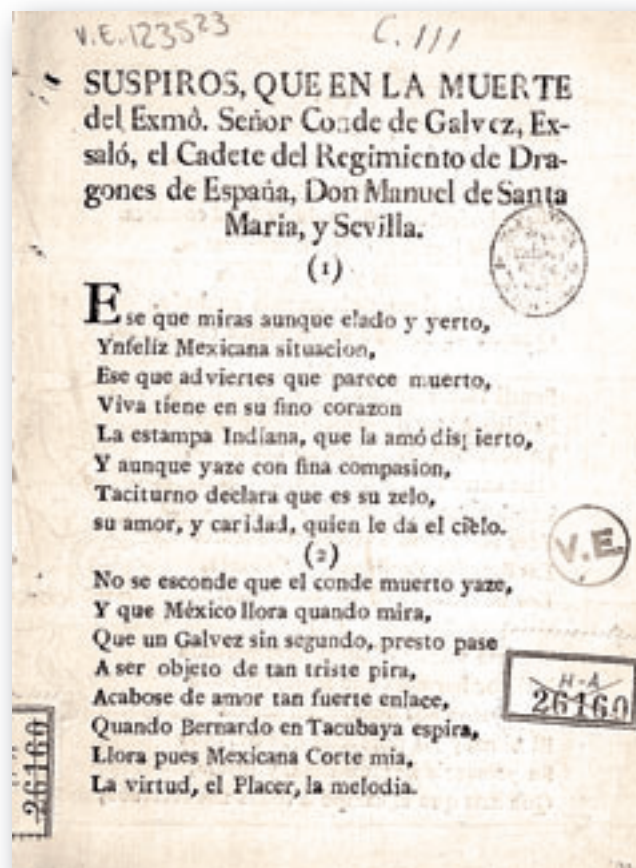 V.E. 123523
C. 111
SUSPIROS, QUE EN LA MUERTE
del Exmô. Señor Conde de Galvez, Ex-
saló, el Cadete del Regimiento de Dra-
gones de España, Don Manuel de Santa
Maria, y Sevilla.
(1)
Ese que miras aunque elado y yerto,
Ynfeliz Mexicana situacion,
Ese que adviertes que parece muerto,
Viva tiene en su fino corazon
La estampa Indiana, que la amó dispierto,
Y aunque yaze con fina compasion,
Taciturno declara que es su zelo,
su amor, y caridad, quien le da el cielo.
(2)
No se esconde que el conde muerto yaze,
Y que México llora quando mira,
Que un Galvez sin segundo, presto pase
A ser objeto de tan triste pira,
Acabose de amor tan fuerte enlace,
Quando Bernardo en Tacubaya espira,
Llora pues Mexicana Corte mia,
La virtud, el Placer, la melodia.
V.E.
H-A
26160
26160